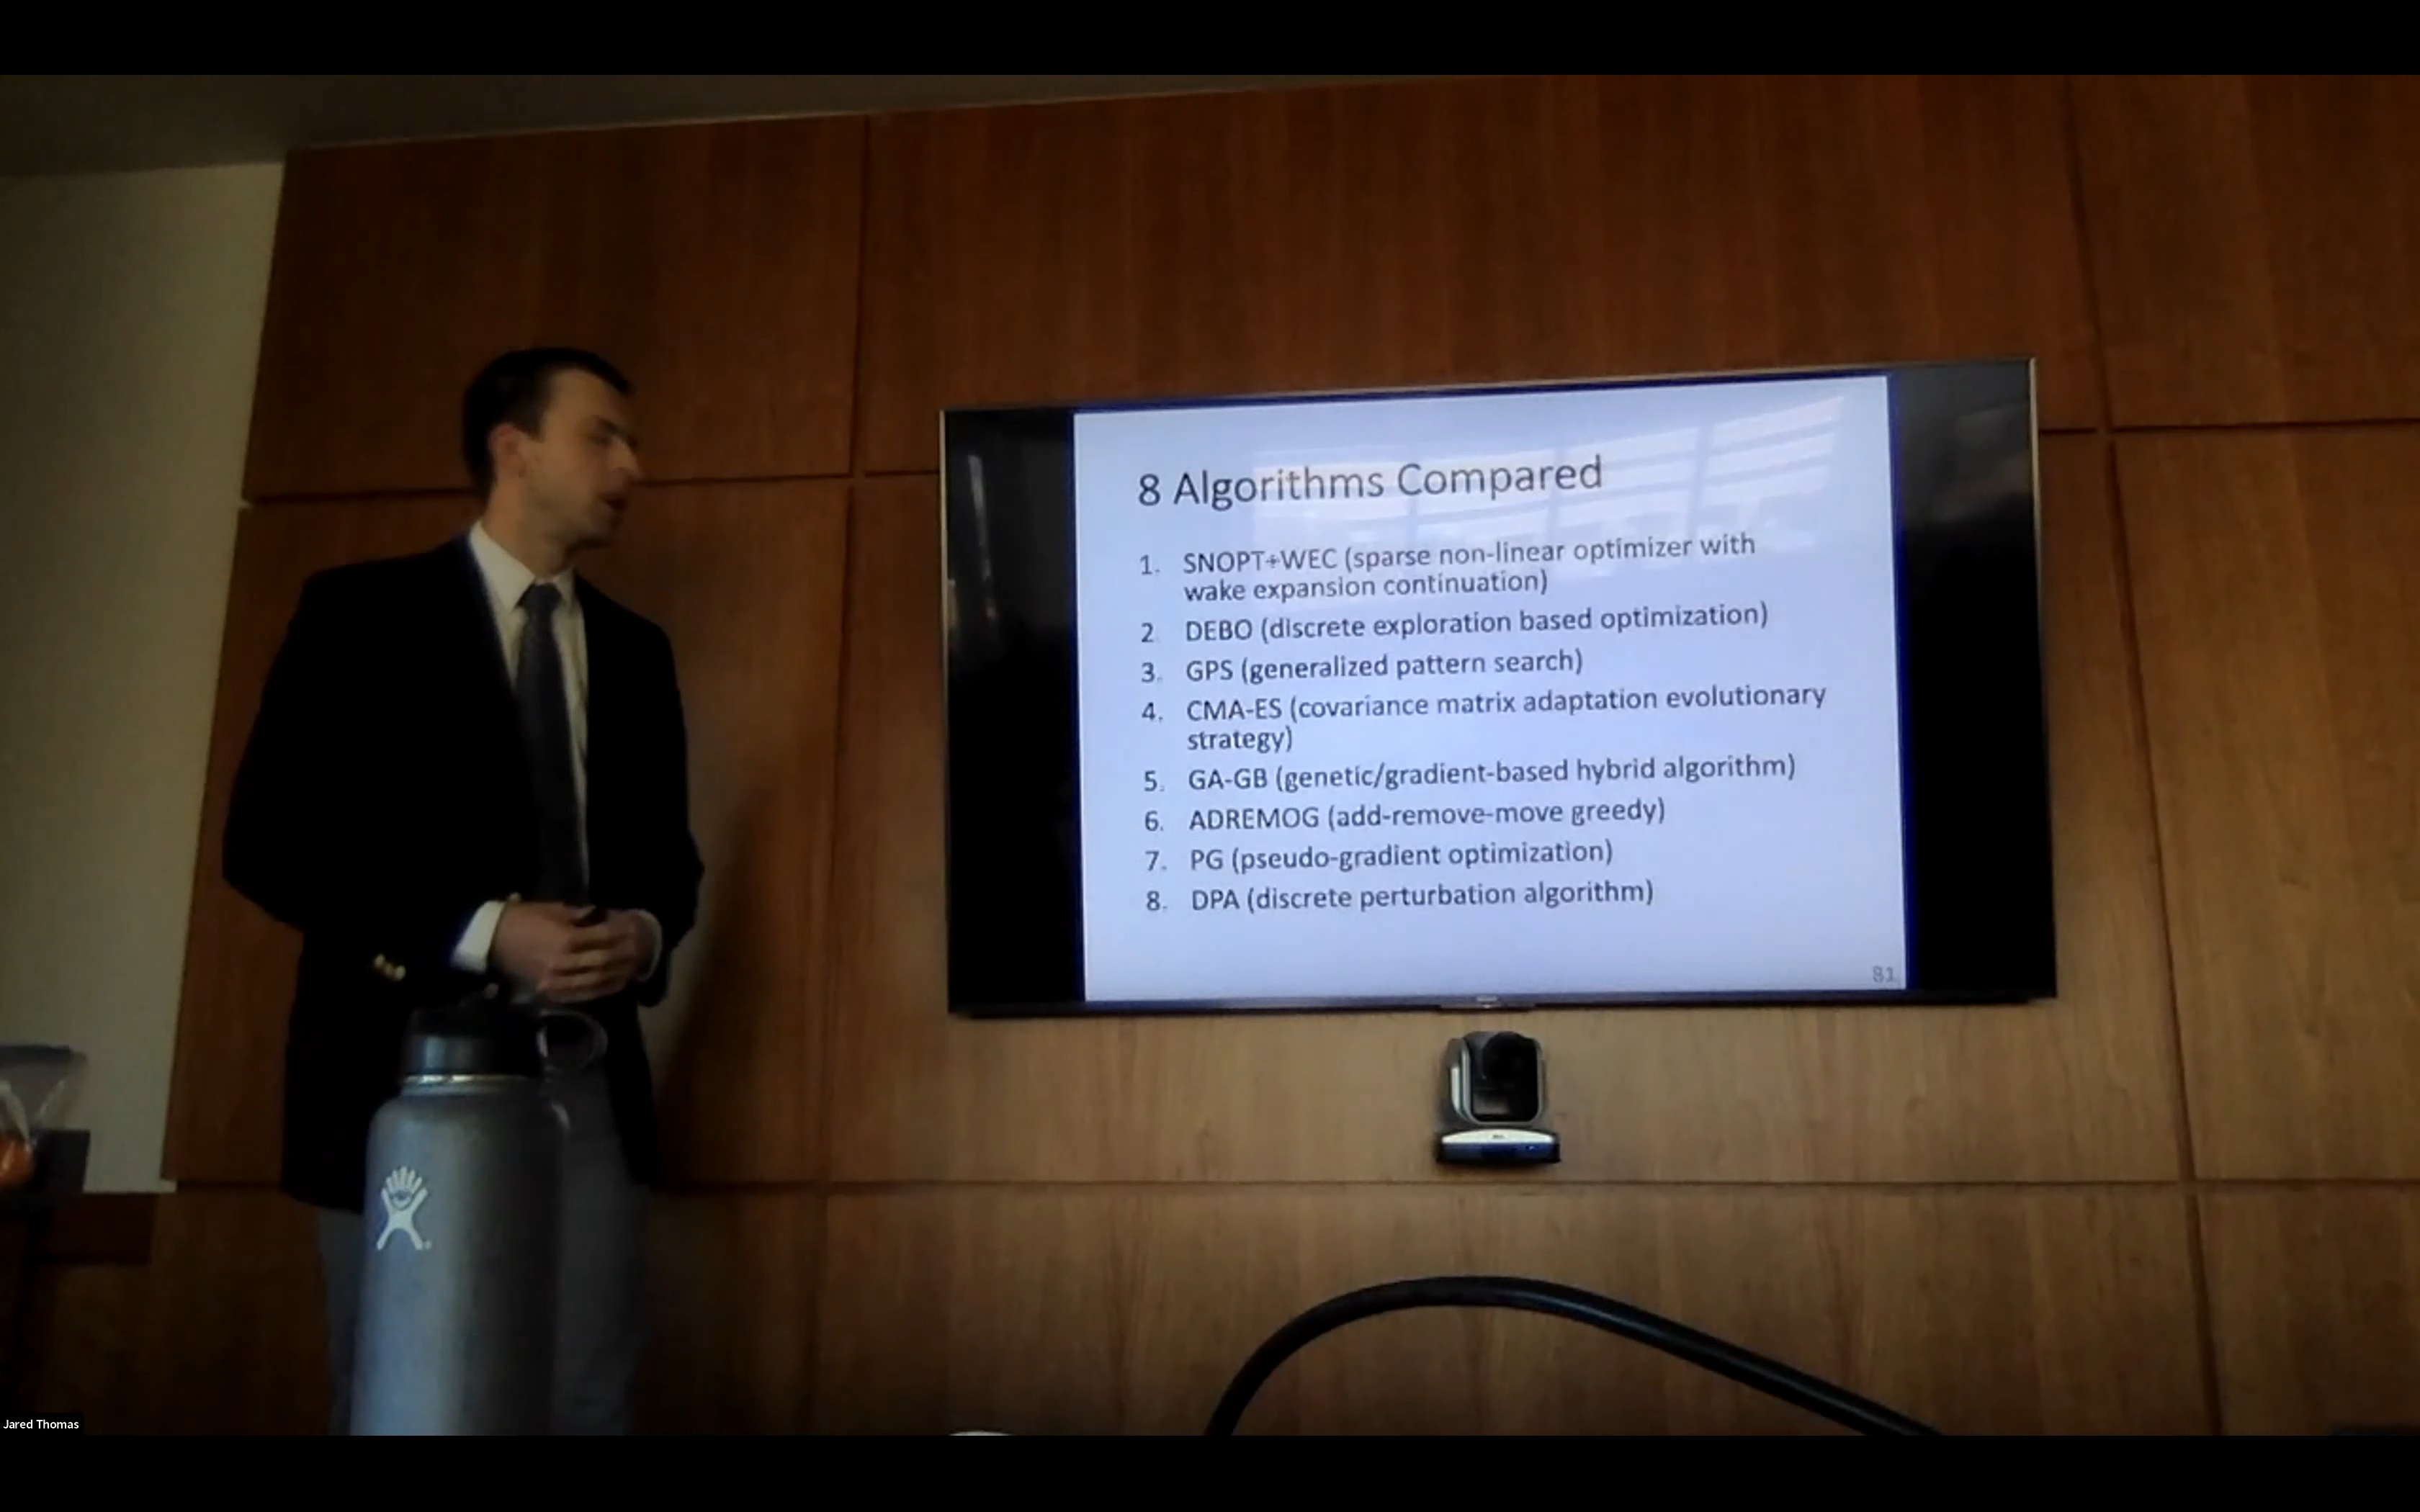 8 Algorithms Compared
1. SNOPT+WEC (sparse non-linear optimizer with
wake expansion continuation)
2. DEBO (discrete exploration based optimization)
3. GPS (generalized pattern search)
4. CMA-ES (covariance matrix adaptation evolutionary
strategy)
5. GA-GB (genetic/gradient-based hybrid algorithm)
6. ADREMOG (add-remove-move greedy)
7. PG (pseudo-gradient optimization)
8. DPA (discrete perturbation algorithm)
81
Jared Thomas